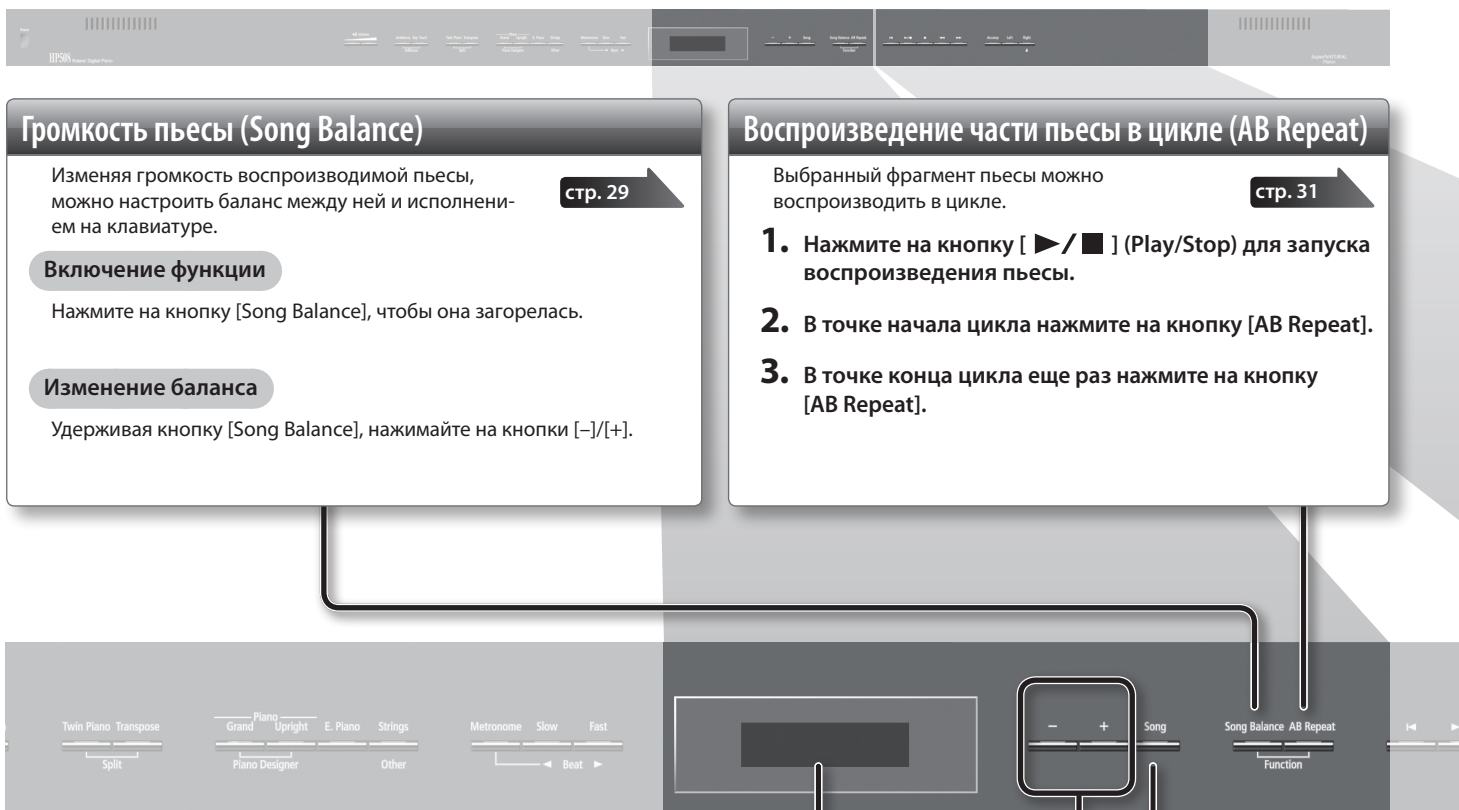 HP508 Roland Digital Piano
Громкость пьесы (Song Balance)
Изменяя громкость воспроизводимой пьесы,
можно настроить баланс между ней и исполнени-
ем на клавиатуре.
стр. 29
Включение функции
Нажмите на кнопку [Song Balance], чтобы она загорелась.
Изменение баланса
Удерживая кнопку [Song Balance], нажимайте на кнопки [–]/[+].
Воспроизведение части пьесы в цикле (AB Repeat)
Выбранный фрагмент пьесы можно
воспроизводить в цикле.
стр. 31
1. Нажмите на кнопку [ ►/■ ] (Play/Stop) для запуска
воспроизведения пьесы.
2. В точке начала цикла нажмите на кнопку [AB Repeat].
3. В точке конца цикла еще раз нажмите на кнопку
[AB Repeat].
Piano
Twin Piano Transpose Grand Upright E. Piano Strings Metronome Slow Fast – + Song Song Balance AB Repeat
Split Piano Designer Other ◄ Beat ► Function